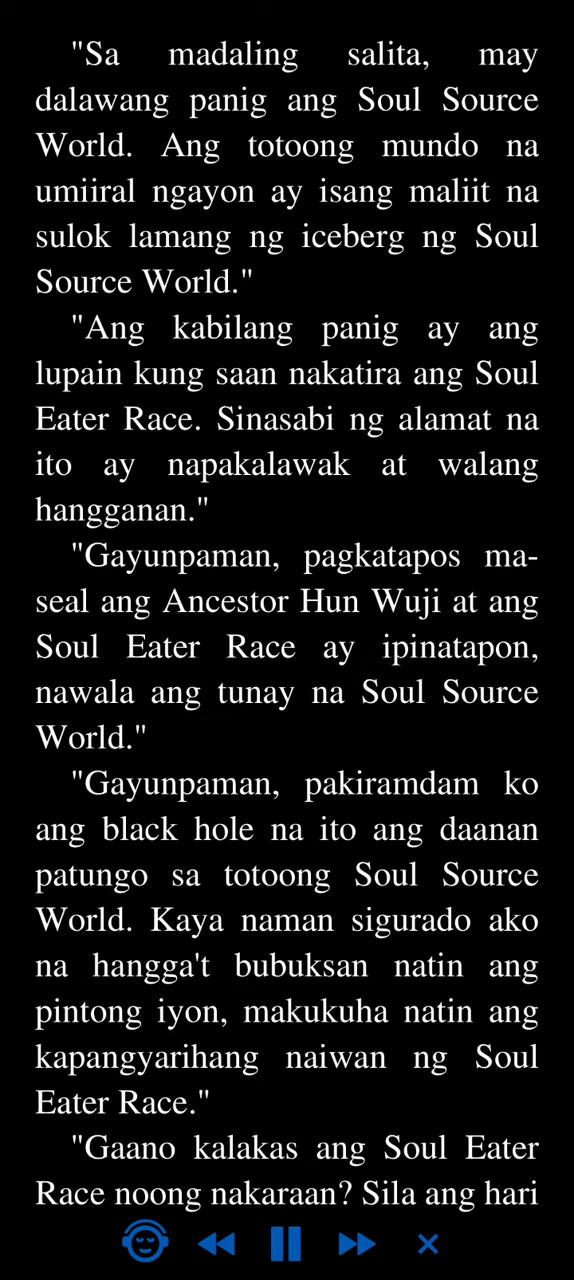 "Sa madaling salita, may
dalawang panig ang Soul Source
World. Ang totoong mundo na
umiiral ngayon ay isang maliit na
sulok lamang ng iceberg ng Soul
Source World."
"Ang kabilang panig ay ang
lupain kung saan nakatira ang Soul
Eater Race. Sinasabi ng alamat na
ito ay napakalawak at walang
hangganan."
"Gayunpaman, pagkatapos ma-
seal ang Ancestor Hun Wuji at ang
Soul Eater Race ay ipinatapon,
nawala ang tunay na Soul Source
World."
"Gayunpaman, pakiramdam ko
ang black hole na ito ang daanan
patungo sa totoong Soul Source
World. Kaya naman sigurado ako
na hangga't bubuksan natin ang
pintong iyon, makukuha natin ang
kapangyarihang naiwan ng Soul
Eater Race."
"Gaano kalakas ang Soul Eater
Race noong nakaraan? Sila ang hari